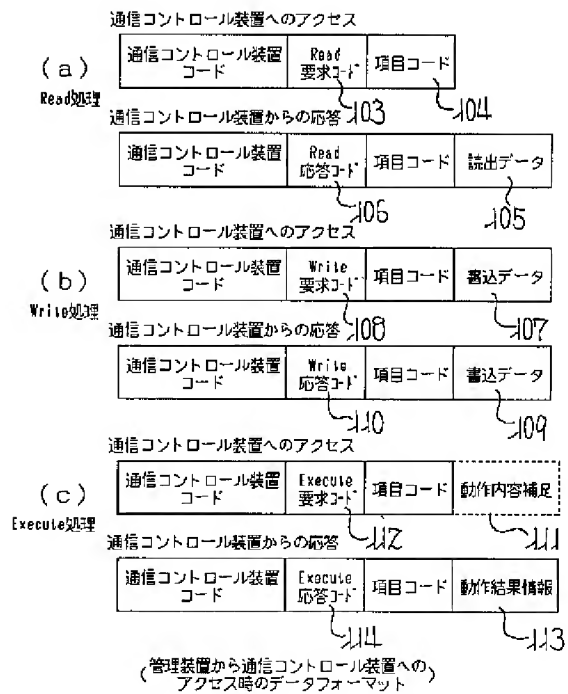 通信コントロール装置へのアクセス
(a)
Read処理
通信コントロール装置
コード
Read
要求コード
項目コード
103
104
通信コントロール装置からの応答
通信コントロール装置
コード
Read
応答コード
項目コード
読出データ
106
105
通信コントロール装置へのアクセス
(b)
Write処理
通信コントロール装置
コード
Write
要求コード
項目コード
書込データ
108
107
通信コントロール装置からの応答
通信コントロール装置
コード
Write
応答コード
項目コード
書込データ
110
109
通信コントロール装置へのアクセス
(c)
Execute処理
通信コントロール装置
コード
Execute
要求コード
項目コード
動作内容補足
112
111
通信コントロール装置からの応答
通信コントロール装置
コード
Execute
応答コード
項目コード
動作結果情報
114
113
(管理装置から通信コントロール装置への
アクセス時のデータフォーマット)